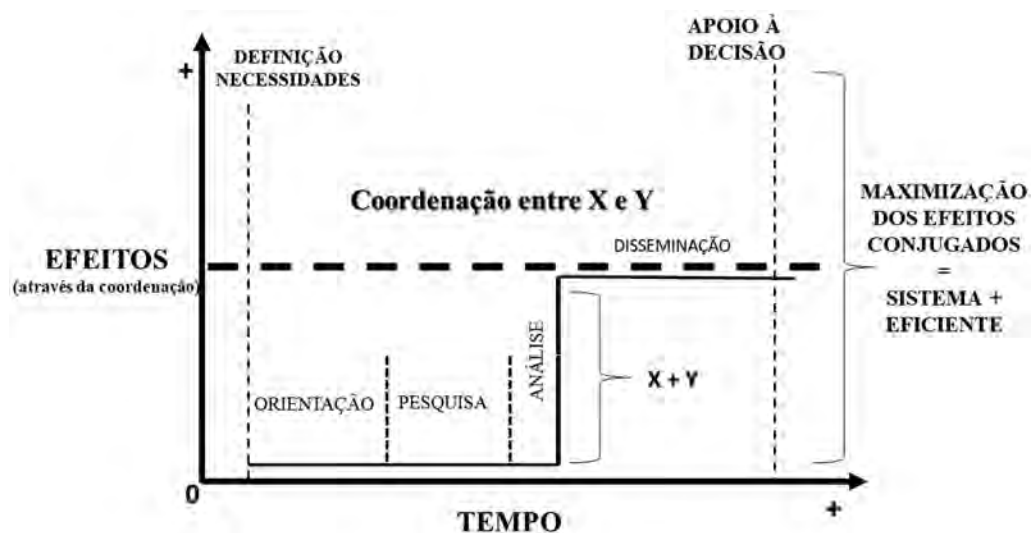 APOIO À
DECISÃO
+
DEFINIÇÃO
NECESSIDADES
Coordenação entre X e Y
DISSEMINAÇÃO
EFEITOS
(através da coordenação)
MAXIMIZAÇÃO
DOS EFEITOS
CONJUGADOS
=
SISTEMA +
EFICIENTE
ANÁLISE
X + Y
ORIENTAÇÃO
PESQUISA
0
TEMPO
+